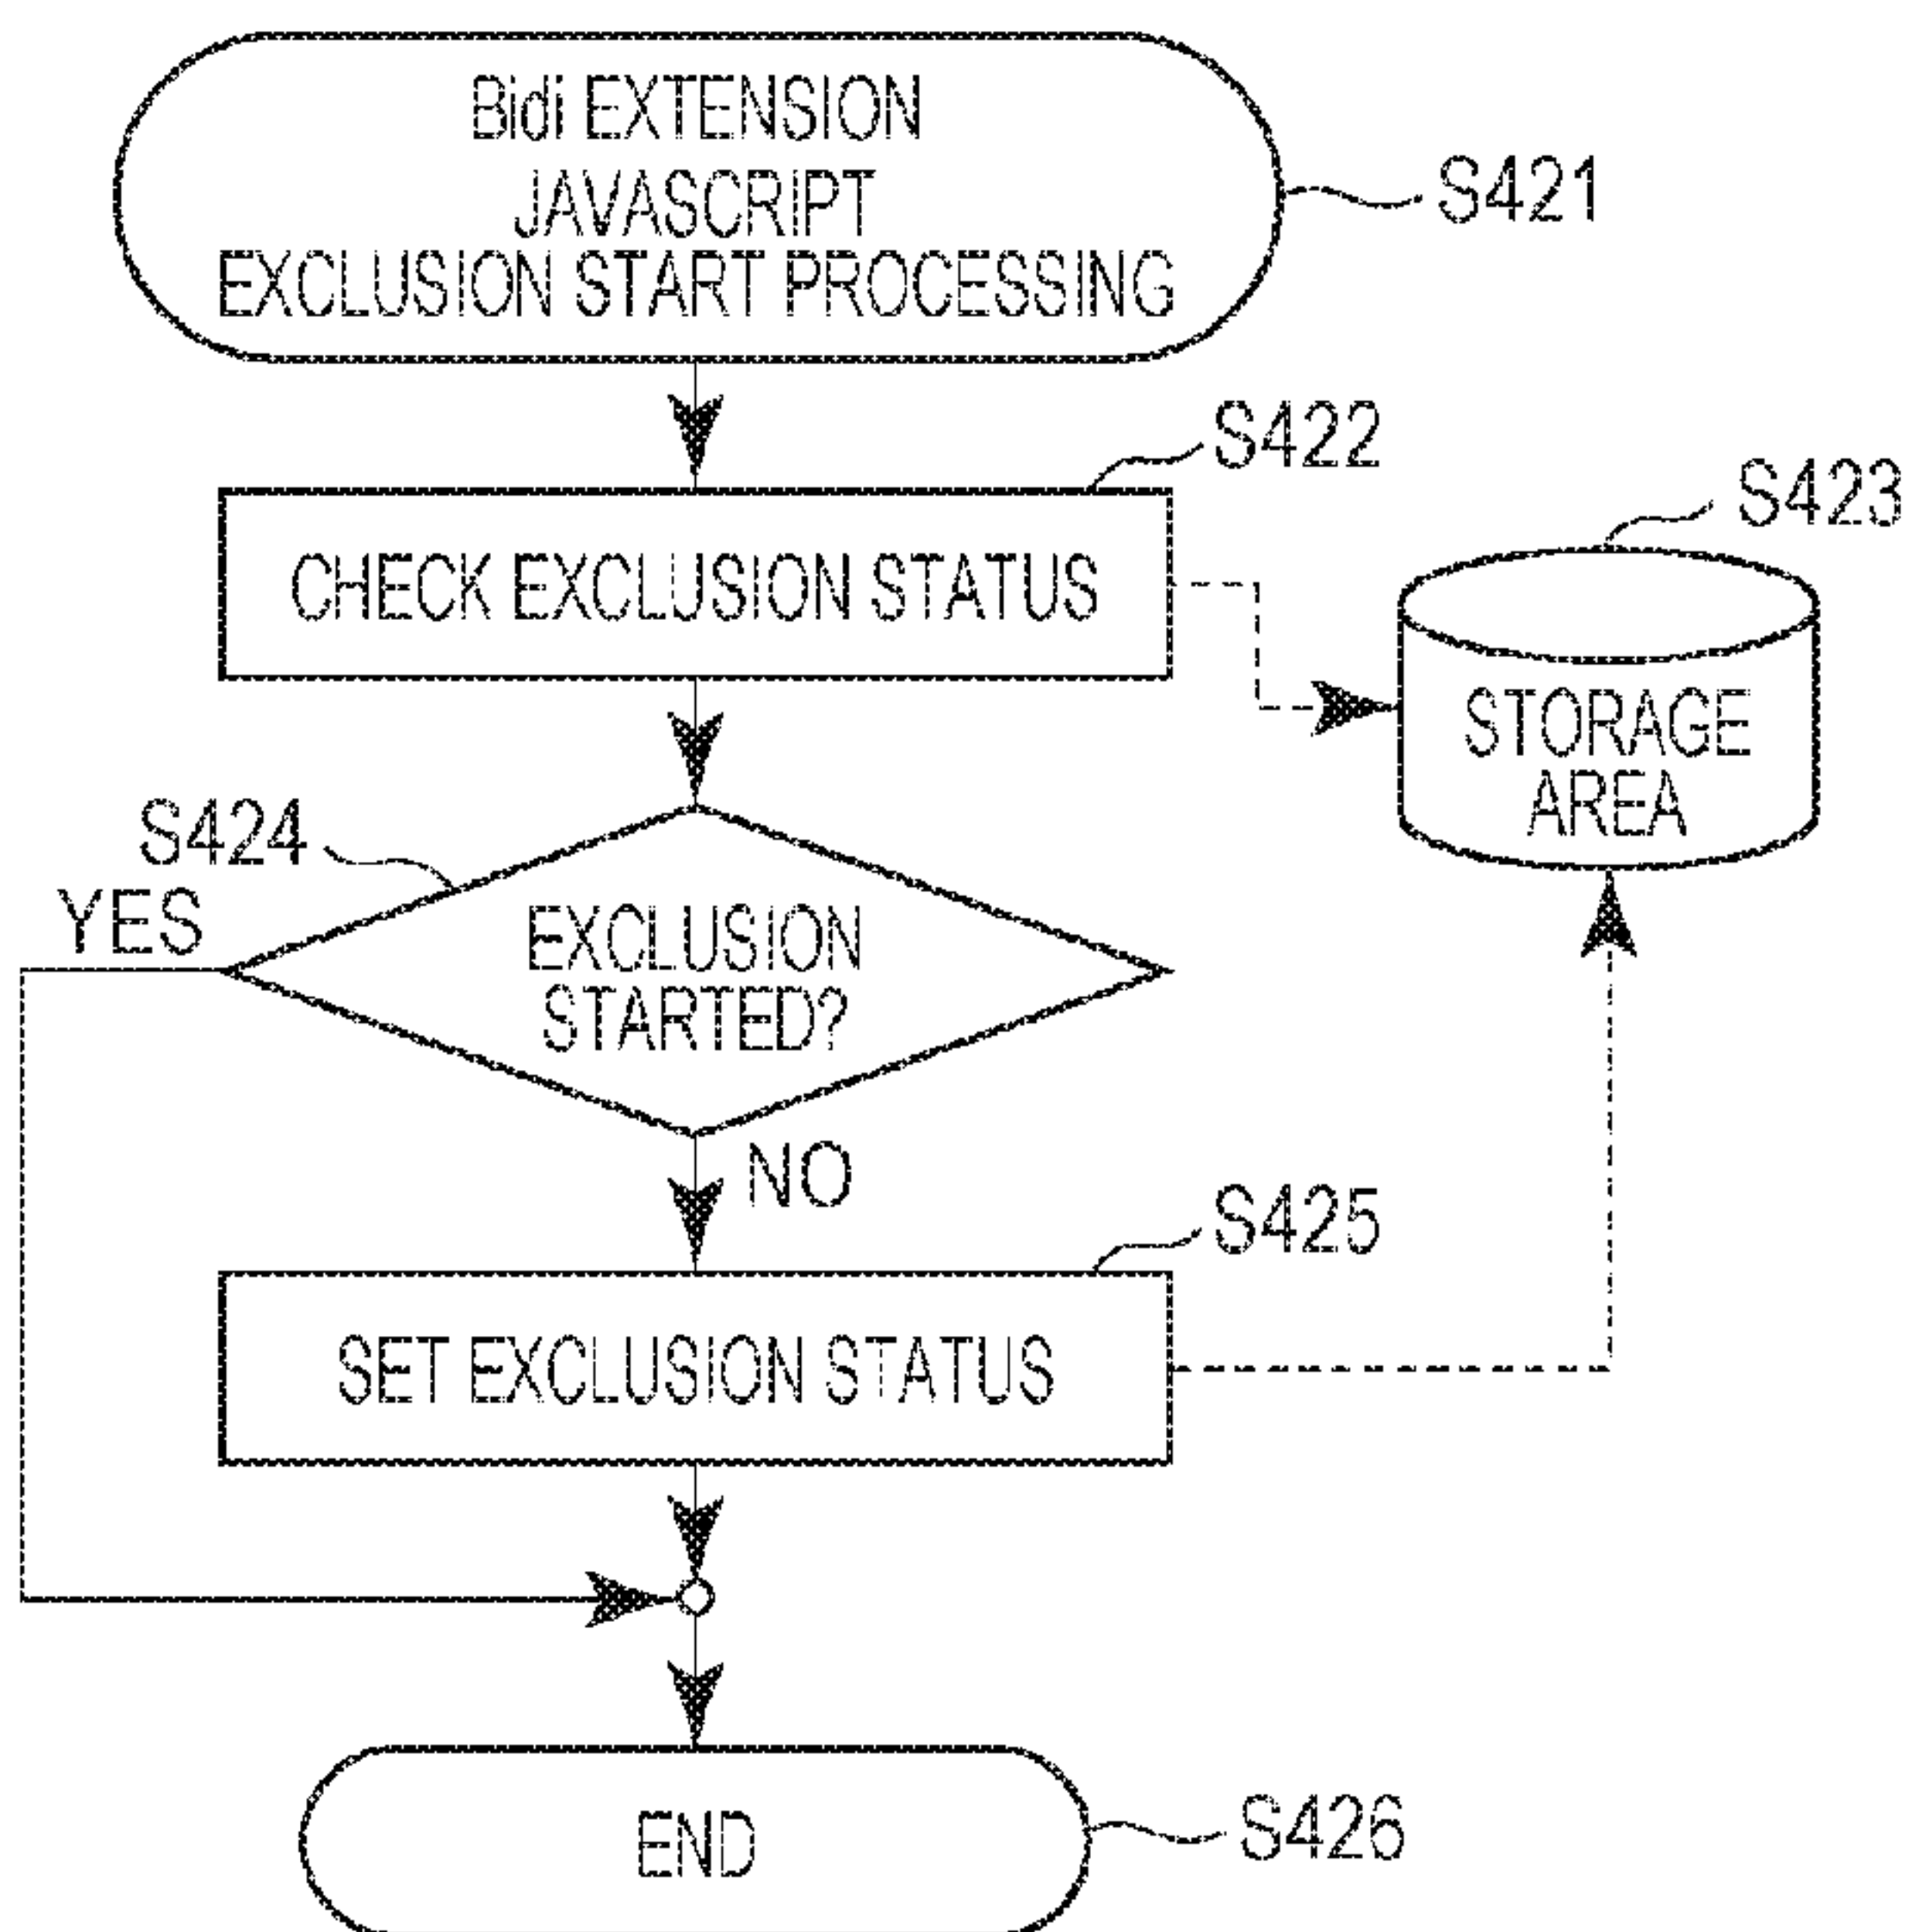 Bidi EXTENSION
JAVASCRIPT
EXCLUSION START PROCESSING
S421
S422
CHECK EXCLUSION STATUS
S423
STORAGE
AREA
S424
YES
EXCLUSION
STARTED?
NO
S425
SET EXCLUSION STATUS
END
S426